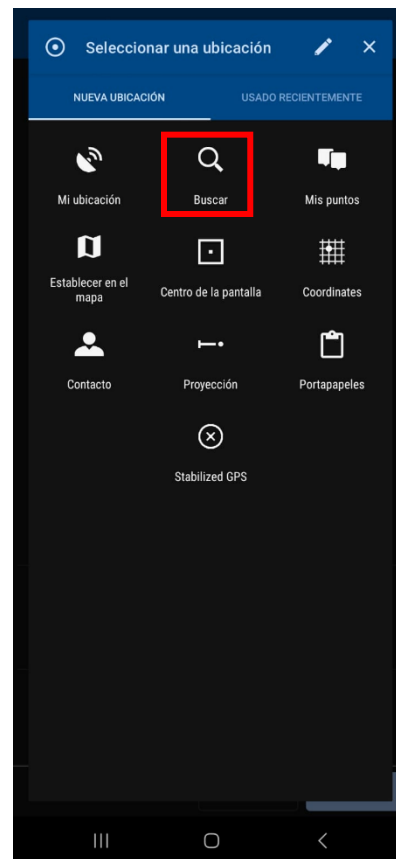 Seleccionar una ubicación
NUEVA UBICACIÓN
USADO RECIENTEMENTE
Mi ubicación
Buscar
Mis puntos
Establecer en el
mapa
Centro de la pantalla
Coordinates
Contacto
Proyección
Portapapeles
Stabilized GPS